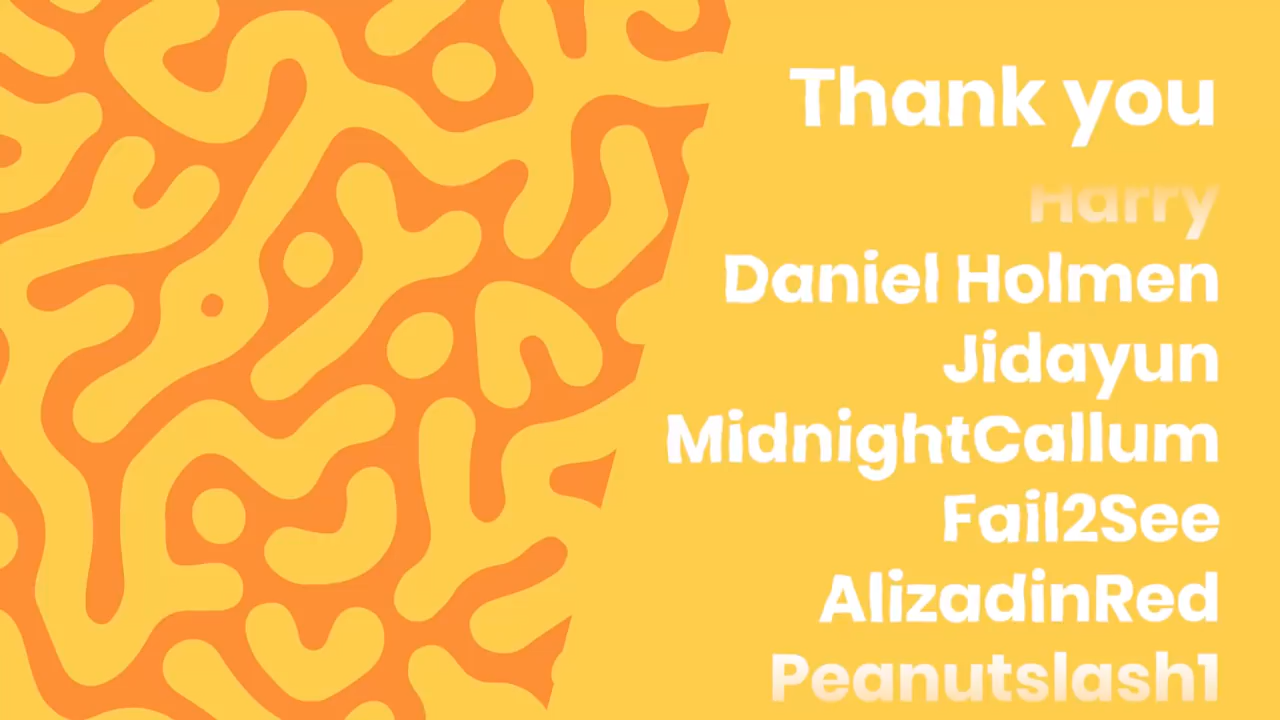 Thank you
Harry
Daniel Holmen
Jidayun
MidnightCallum
Fail2See
AlizadinRed
Peanutslash1